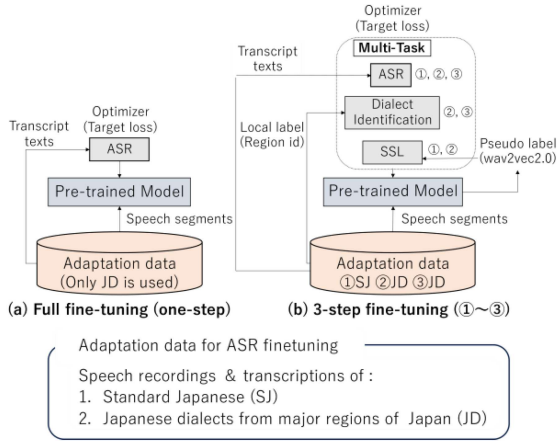 Optimizer
(Target loss)
ASR
Transcript
texts
Pre-trained Model
Speech segments
Adaptation data
(Only JD is used)
(a) Full fine-tuning (one-step)
Optimizer
(Target loss)
Multi-Task
Transcript
texts
ASR ①, ②, ③
Dialect
Identification ②, ③
Local label
(Region id)
SSL ①, ②
Pseudo label
(wav2vec2.0)
Pre-trained Model
Speech segments
Adaptation data
①SJ ②JD ③JD
(b) 3-step fine-tuning (①~③)
Adaptation data for ASR finetuning
Speech recordings & transcriptions of :
1. Standard Japanese (SJ)
2. Japanese dialects from major regions of Japan (JD)